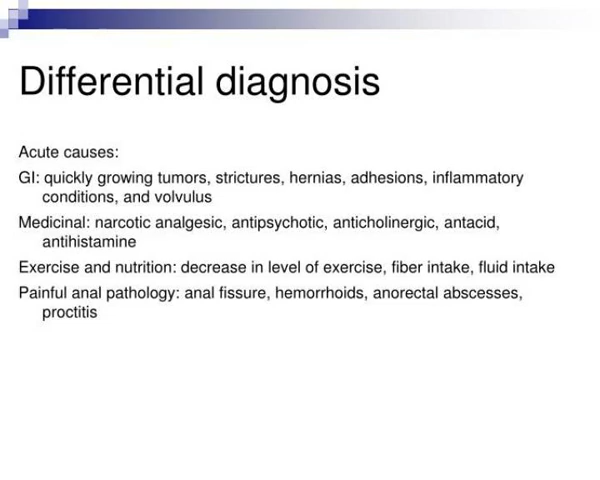 Differential diagnosis
Acute causes:
GI: quickly growing tumors, strictures, hernias, adhesions, inflammatory
conditions, and volvulus
Medicinal: narcotic analgesic, antipsychotic, anticholinergic, antacid,
antihistamine
Exercise and nutrition: decrease in level of exercise, fiber intake, fluid intake
Painful anal pathology: anal fissure, hemorrhoids, anorectal abscesses,
proctitis